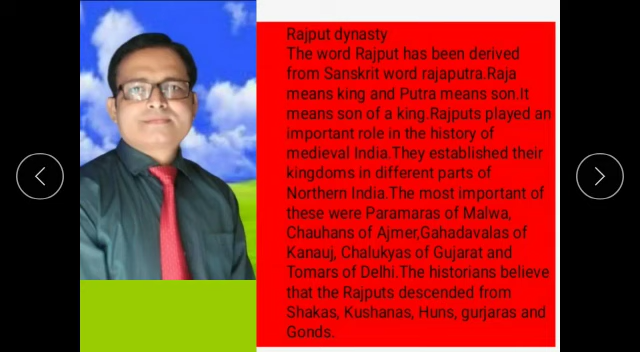 Rajput dynasty
The word Rajput has been derived
from Sanskrit word rajaputra.Raja
means king and Putra means son.It
means son of a king.Rajputs played an
important role in the history of
medieval India.They established their
kingdoms in different parts of
Northern India.The most important of
these were Paramaras of Malwa,
Chauhans of Ajmer,Gahadavalas of
Kanauj, Chalukyas of Gujarat and
Tomars of Delhi.The historians believe
that the Rajputs descended from
Shakas, Kushanas, Huns, gurjaras and
Gonds.